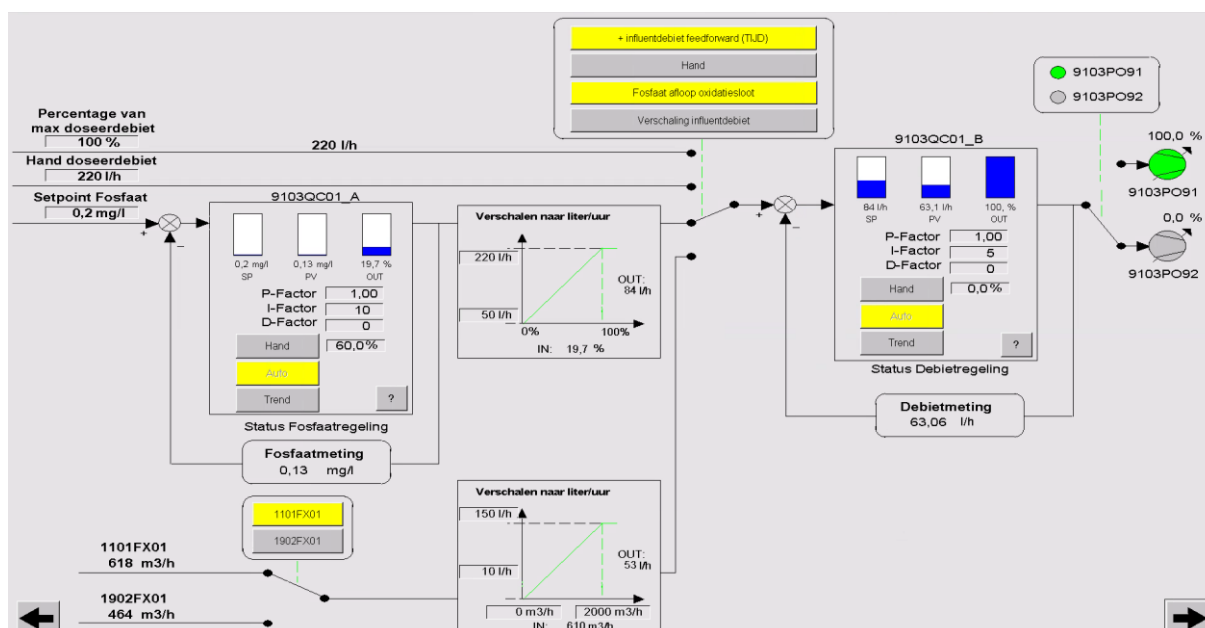 + influentdebiet feedforward (TIJD)
Hand
Fosfaat afloop oxidatiesloot
Verschaling influentdebiet
9103PO91
9103PO92
Percentage van
max doseerdebiet
100 %
220 l/h
Hand doseerdebiet
220 l/h
Setpoint Fosfaat
0,2 mg/l
+
−
9103QC01_A
0,2 mg/l
0,13 mg/l
19,7 %
SP
PV
OUT
P-Factor 1,00
I-Factor 10
D-Factor 0
Hand 60,0%
Auto
Trend
?
Status Fosfaatregeling
Fosfaatmeting
0,13 mg/l
Verschalen naar liter/uur
220 l/h
50 l/h
OUT:
84 l/h
0%
100%
IN: 19,7 %
+
−
9103QC01_B
84 l/h
63,1 l/h
100, %
SP
PV
OUT
P-Factor 1,00
I-Factor 5
D-Factor 0
Hand 0,0%
Auto
Trend
?
Status Debietregeling
Debietmeting
63,06 l/h
100,0 %
9103PO91
0,0 %
9103PO92
1101FX01
1902FX01
1101FX01
618 m3/h
1902FX01
464 m3/h
Verschalen naar liter/uur
150 l/h
10 l/h
OUT:
53 l/h
0 m3/h
2000 m3/h
IN: 610 m3/h